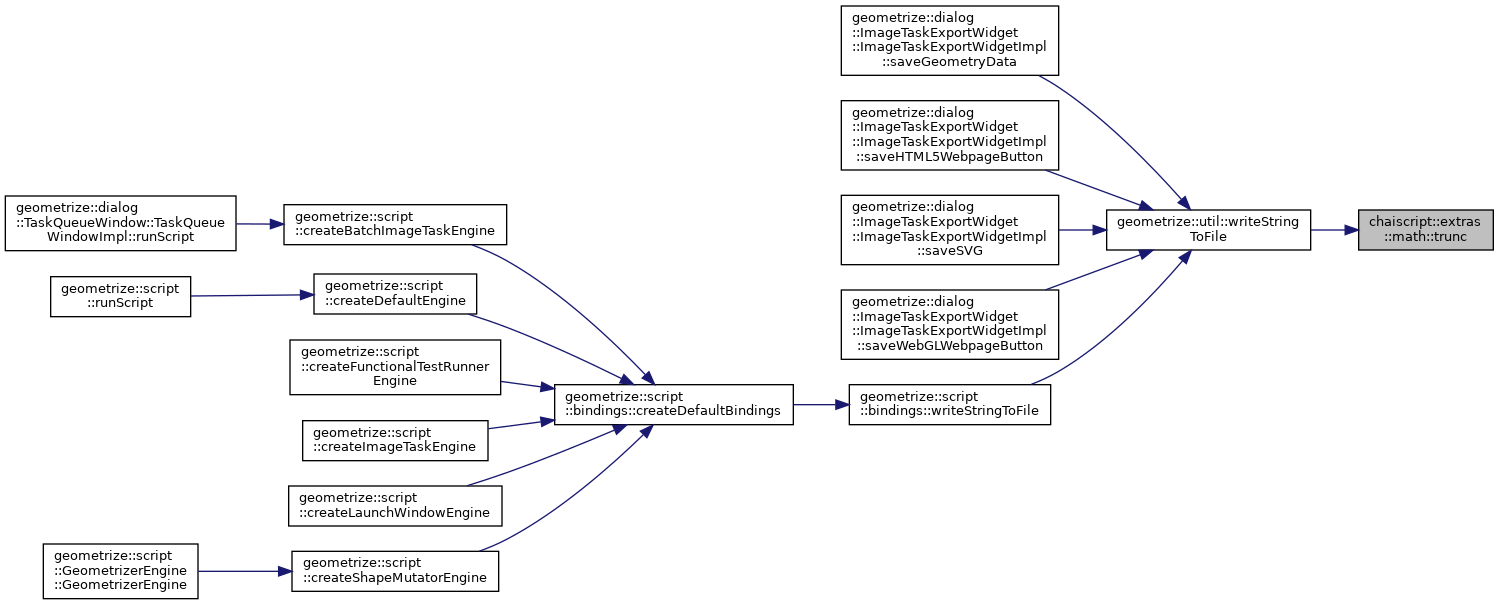 geometrize::dialog
::ImageTaskExportWidget
::ImageTaskExportWidgetImpl
::saveGeometryData
geometrize::dialog
::ImageTaskExportWidget
::ImageTaskExportWidgetImpl
::saveHTML5WebpageButton
geometrize::dialog
::TaskQueueWindow::TaskQueue
WindowImpl::runScript
geometrize::script
::createBatchImageTaskEngine
geometrize::dialog
::ImageTaskExportWidget
::ImageTaskExportWidgetImpl
::saveSVG
geometrize::util::writeString
ToFile
chaiscript::extras
::math::trunc
geometrize::script
::runScript
geometrize::script
::createDefaultEngine
geometrize::dialog
::ImageTaskExportWidget
::ImageTaskExportWidgetImpl
::saveWebGLWebpageButton
geometrize::script
::createFunctionalTestRunner
Engine
geometrize::script
::bindings::createDefaultBindings
geometrize::script
::bindings::writeStringToFile
geometrize::script
::createImageTaskEngine
geometrize::script
::createLaunchWindowEngine
geometrize::script
::GeometrizerEngine
::GeometrizerEngine
geometrize::script
::createShapeMutatorEngine